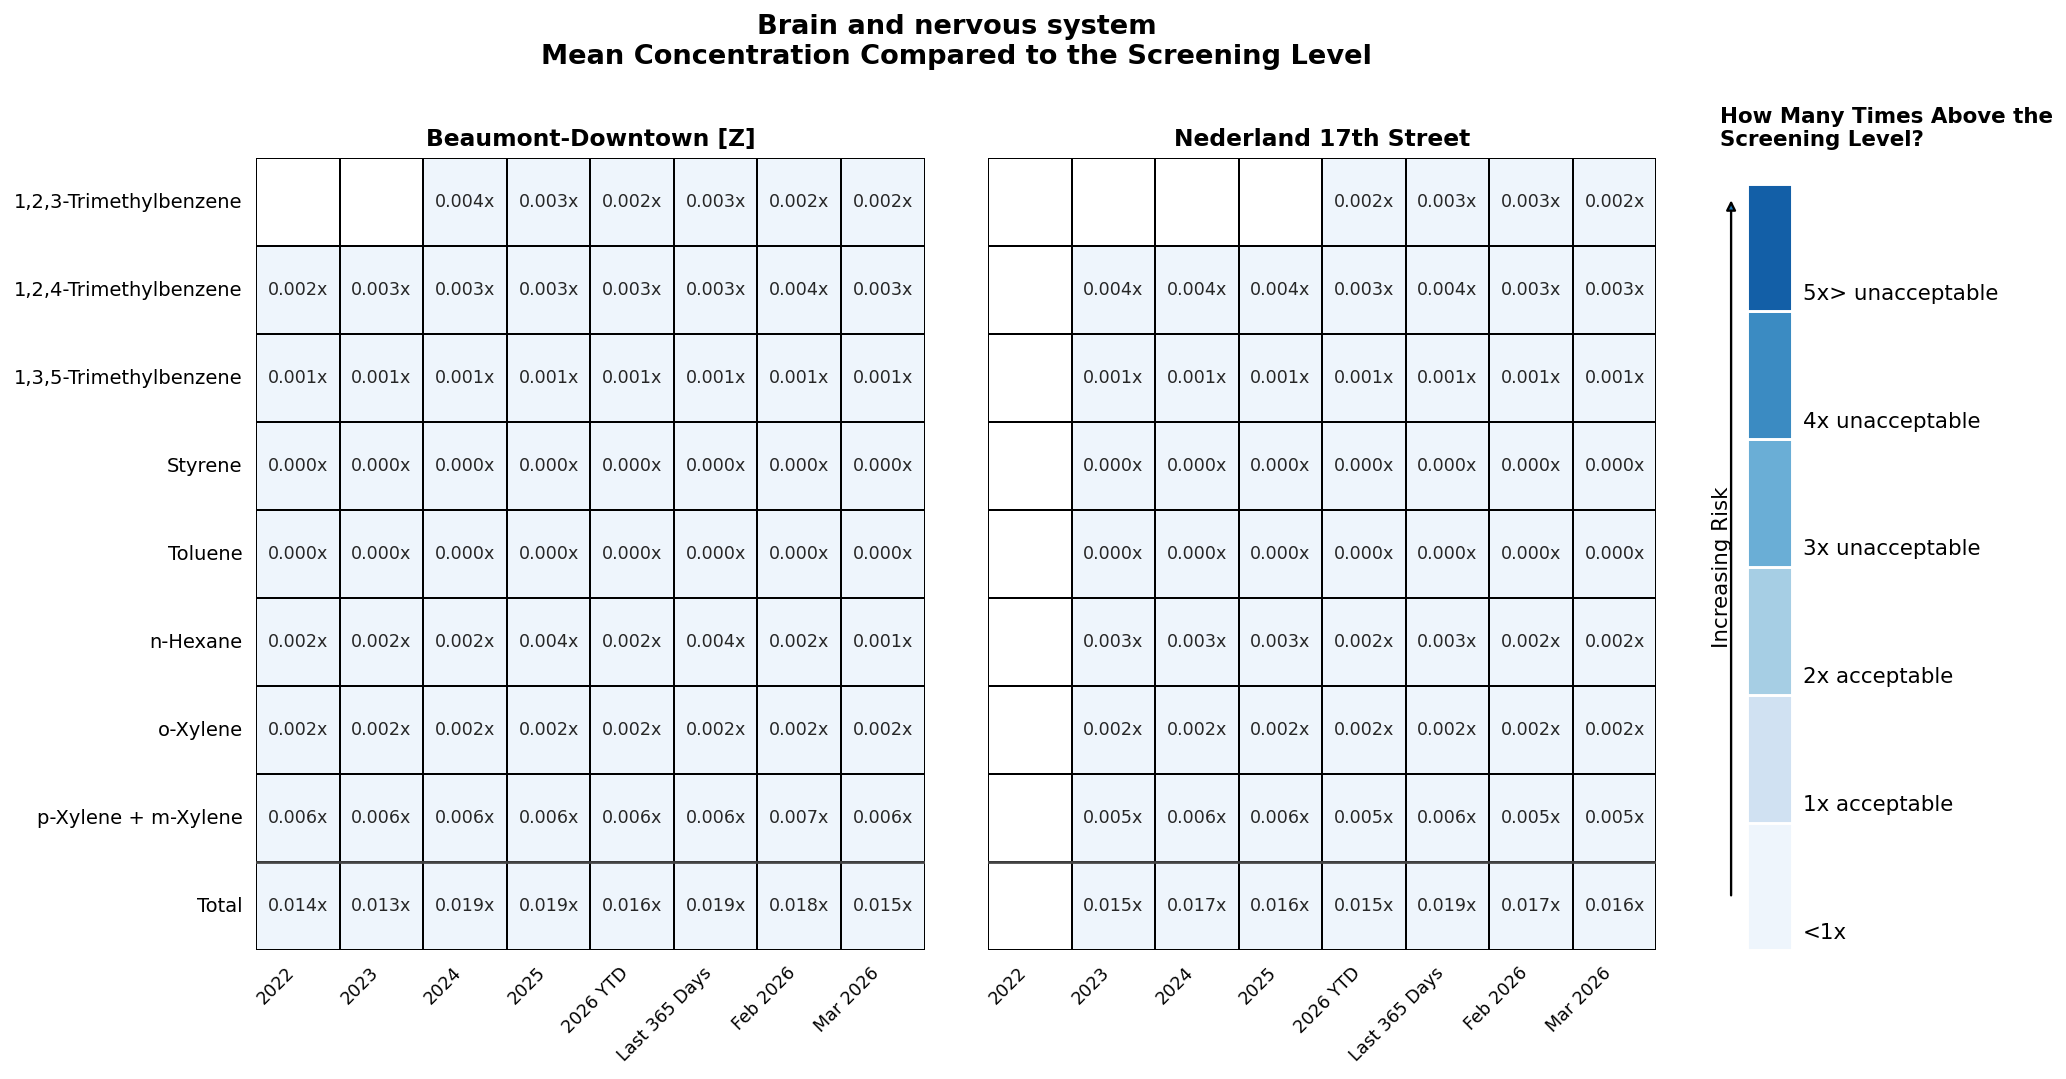 Brain and nervous system
Mean Concentration Compared to the Screening Level
How Many Times Above the
Screening Level?
Beaumont-Downtown [Z]
Nederland 17th Street
1,2,3-Trimethylbenzene 0.004x 0.003x 0.002x 0.003x 0.002x 0.002x 0.002x 0.003x 0.003x 0.002x
1,2,4-Trimethylbenzene 0.002x 0.003x 0.003x 0.003x 0.003x 0.003x 0.004x 0.003x 0.004x 0.004x 0.004x 0.003x 0.004x 0.003x 0.003x
1,3,5-Trimethylbenzene 0.001x 0.001x 0.001x 0.001x 0.001x 0.001x 0.001x 0.001x 0.001x 0.001x 0.001x 0.001x 0.001x 0.001x 0.001x
Styrene 0.000x 0.000x 0.000x 0.000x 0.000x 0.000x 0.000x 0.000x 0.000x 0.000x 0.000x 0.000x 0.000x 0.000x 0.000x
Toluene 0.000x 0.000x 0.000x 0.000x 0.000x 0.000x 0.000x 0.000x 0.000x 0.000x 0.000x 0.000x 0.000x 0.000x 0.000x
n-Hexane 0.002x 0.002x 0.002x 0.004x 0.002x 0.004x 0.002x 0.001x 0.003x 0.003x 0.003x 0.002x 0.003x 0.002x 0.002x
o-Xylene 0.002x 0.002x 0.002x 0.002x 0.002x 0.002x 0.002x 0.002x 0.002x 0.002x 0.002x 0.002x 0.002x 0.002x 0.002x
p-Xylene + m-Xylene 0.006x 0.006x 0.006x 0.006x 0.006x 0.006x 0.007x 0.006x 0.005x 0.006x 0.006x 0.005x 0.006x 0.005x 0.005x
Total 0.014x 0.013x 0.019x 0.019x 0.016x 0.019x 0.018x 0.015x 0.015x 0.017x 0.016x 0.015x 0.019x 0.017x 0.016x
2022 2023 2024 2025 2026 YTD Last 365 Days Feb 2026 Mar 2026
2022 2023 2024 2025 2026 YTD Last 365 Days Feb 2026 Mar 2026
Increasing Risk
5x> unacceptable
4x unacceptable
3x unacceptable
2x acceptable
1x acceptable
<1x